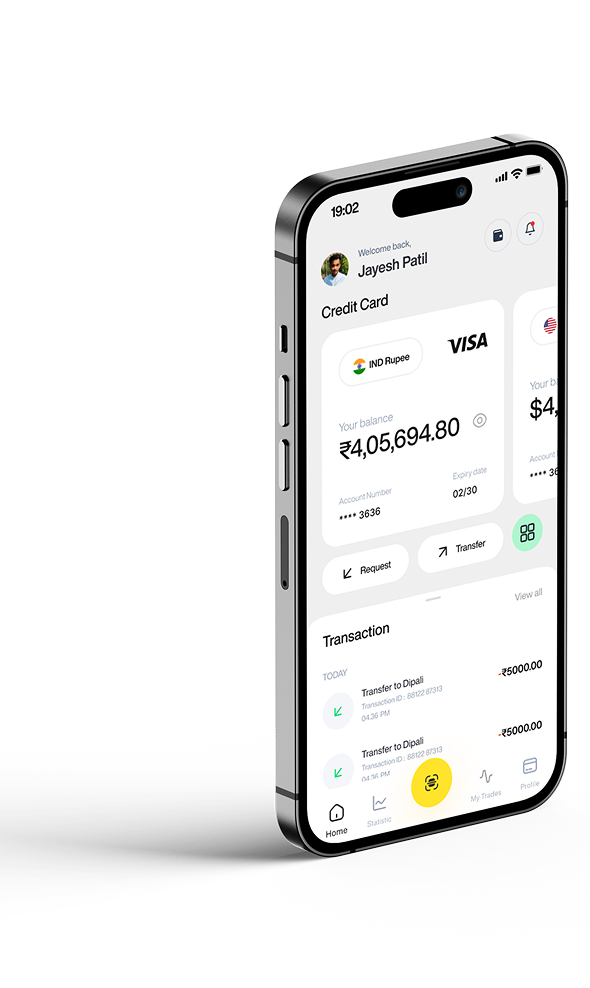 19:02
Welcome back,
Jayesh Patil
Credit Card
IND Rupee
VISA
Your balance
₹4,05,694.80
Account Number
Expiry date
**** 3636
02/30
Your b
$4,
Account
**** 36
Request
Transfer
View all
Transaction
TODAY
Transfer to Dipali
-₹5000.00
Transaction ID : 88122 87313
04:36 PM
Transfer to Dipali
-₹5000.00
Transaction ID : 88122 87313
04:36 PM
Home
Statistic
My Trades
Profile